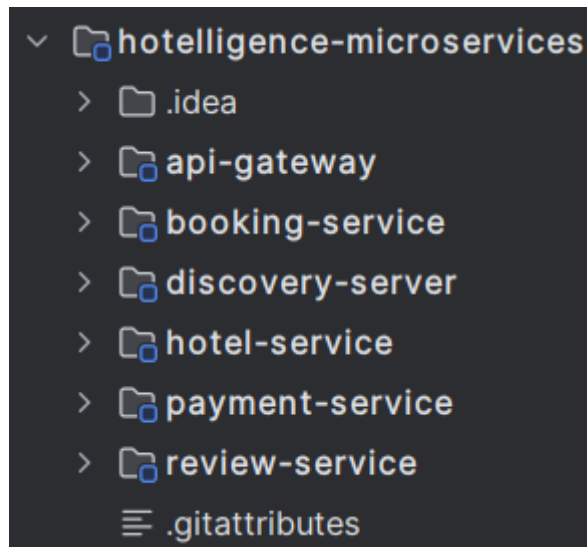 hotelligence-microservices
.idea
api-gateway
booking-service
discovery-server
hotel-service
payment-service
review-service
.gitattributes